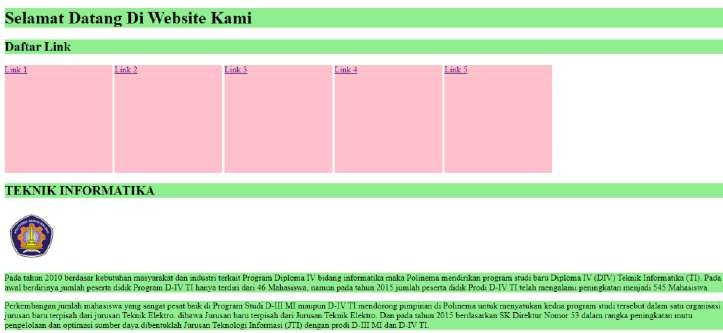 Selamat Datang Di Website Kami
Daftar Link
Link 1 Link 2 Link 3 Link 4 Link 5
TEKNIK INFORMATIKA
Pada tahun 2010 berdasar kebutuhan masyarakat dan industri terkait Program Diploma IV bidang informatika maka Polinema mendirikan program studi baru Diploma IV (DIV) Teknik Informatika (TI). Pada
awal berdirinya jumlah peserta didik Program D-IV TI hanya terdiri dari 46 Mahasiswa, namun pada tahun 2015 jumlah peserta didik Prodi D-IV TI telah mengalami peningkatan menjadi 545 Mahasiswa.
Perkembangan jumlah mahasiswa yang sangat pesat baik di Program Studi D-III MI maupun D-IV TI mendorong pimpinan di Polinema untuk menyatukan kedua program studi tersebut dalam satu organisasi
jurusan baru terpisah dari jurusan Teknik Elektro. dibawa Jurusan baru terpisah dari Jurusan Teknik Elektro. Dan pada tahun 2015 berdasarkan SK Direktur Nomor 53 dalam rangka peningkatan mutu
pengelolaan dan optimasi sumber daya dibentuklah Jurusan Teknologi Informasi (JTI) dengan prodi D-III MI dan D-IV TI.